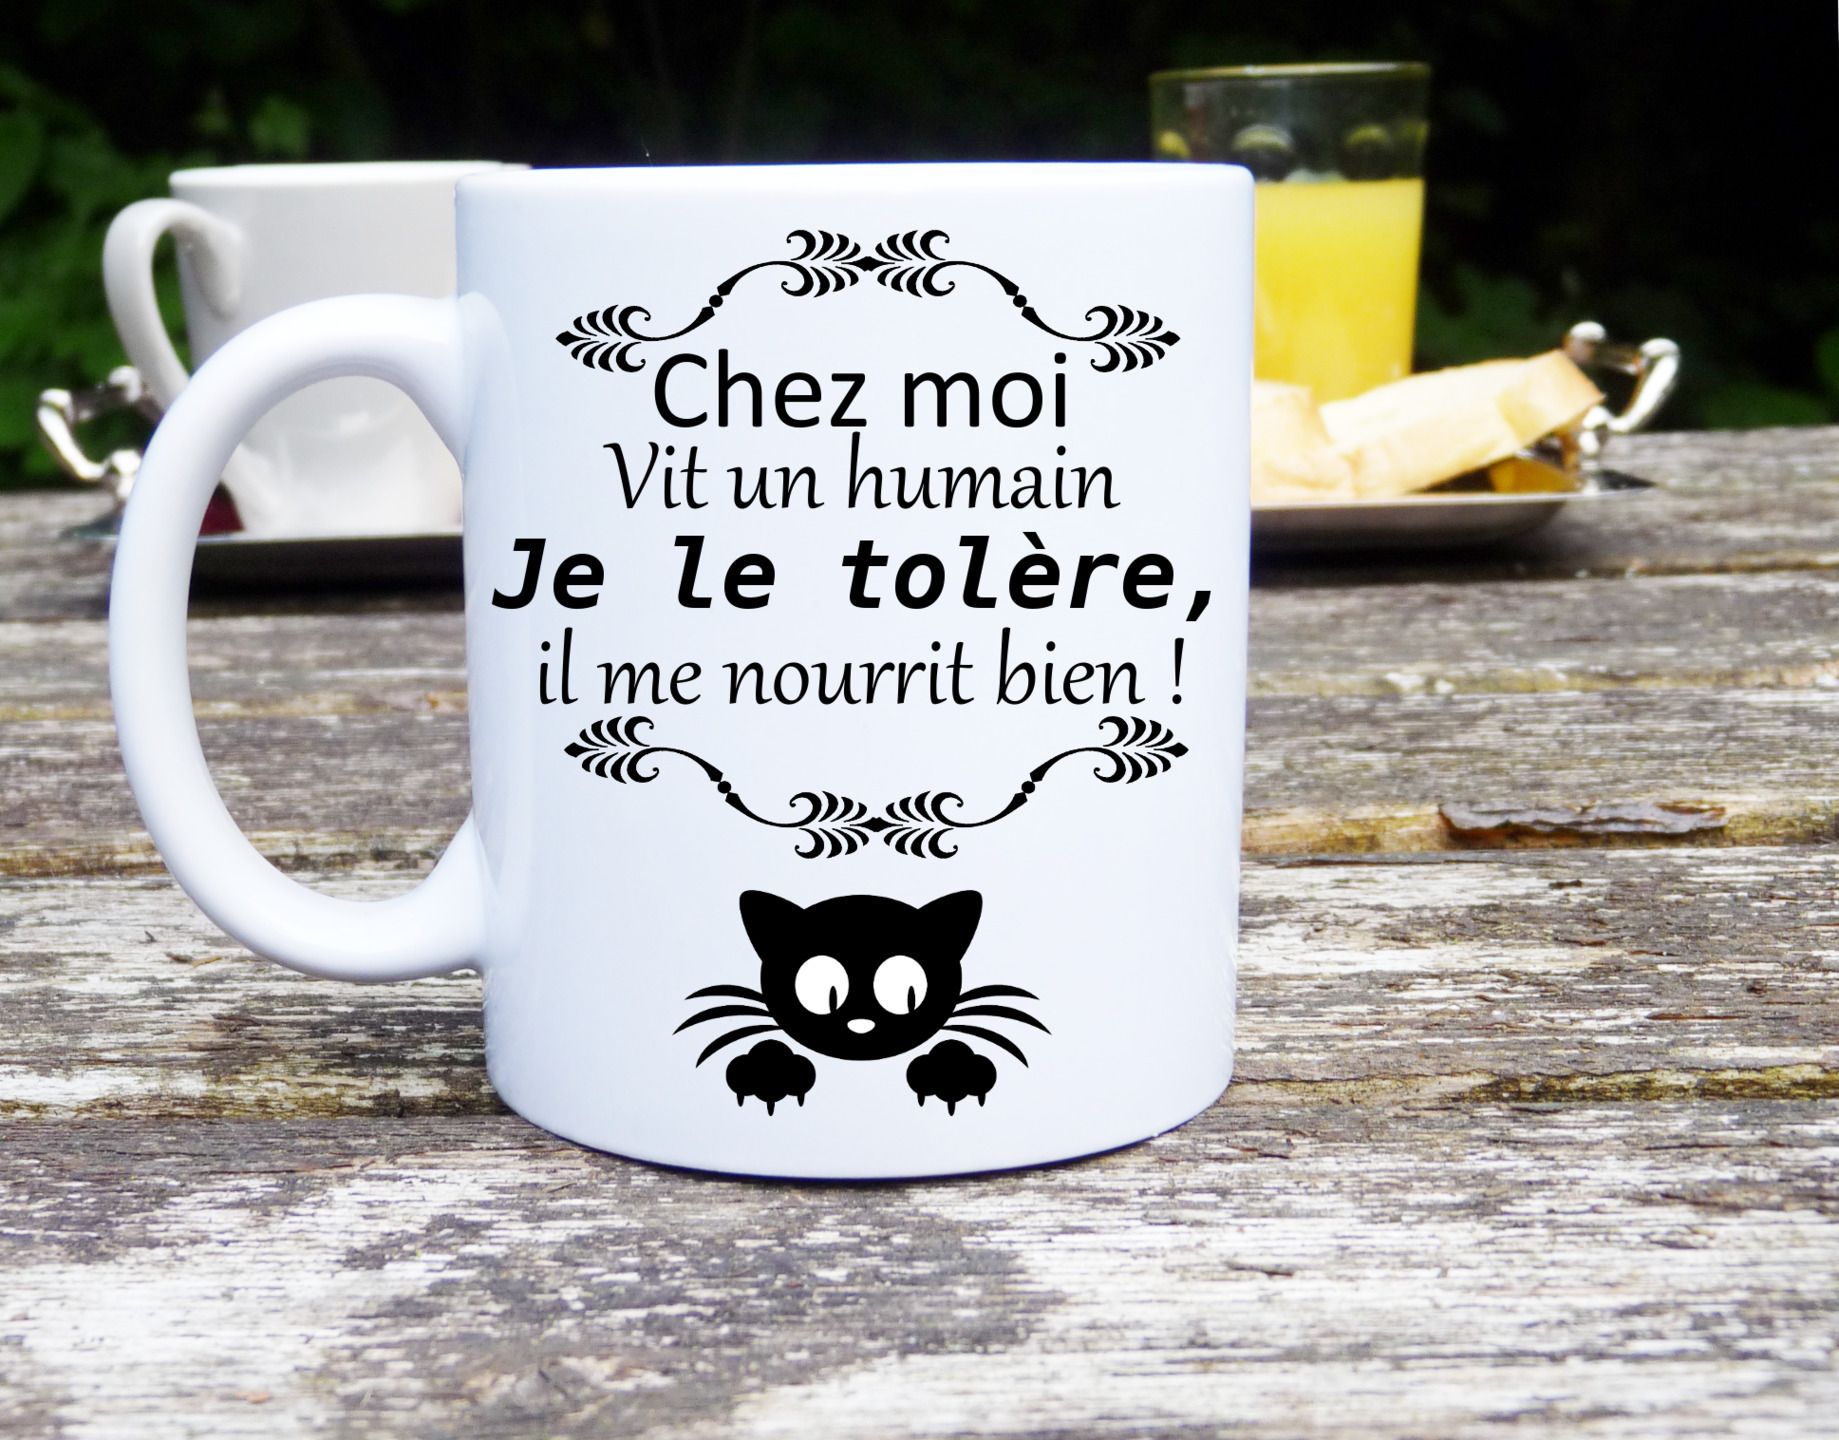 Chez moi
Vit un humain
Je le tolère,
il me nourrit bien !